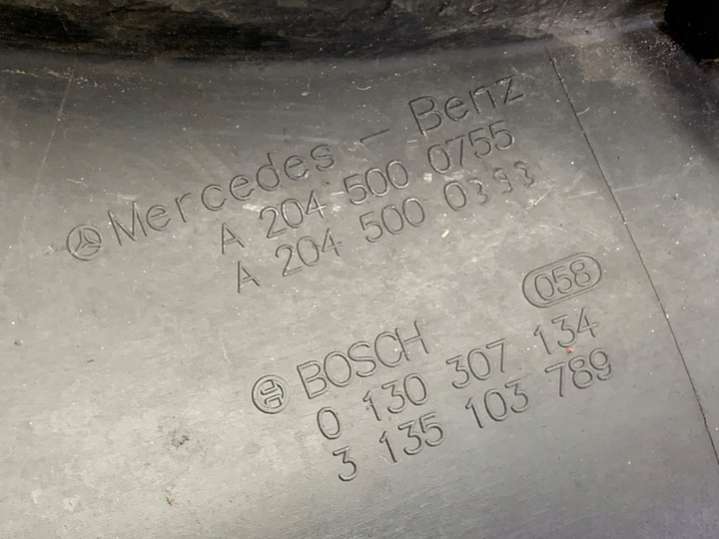 Mercedes - Benz
A 204 500 0755
A 204 500 0393
058
BOSCH
0 130 307 134
3 135 103 789